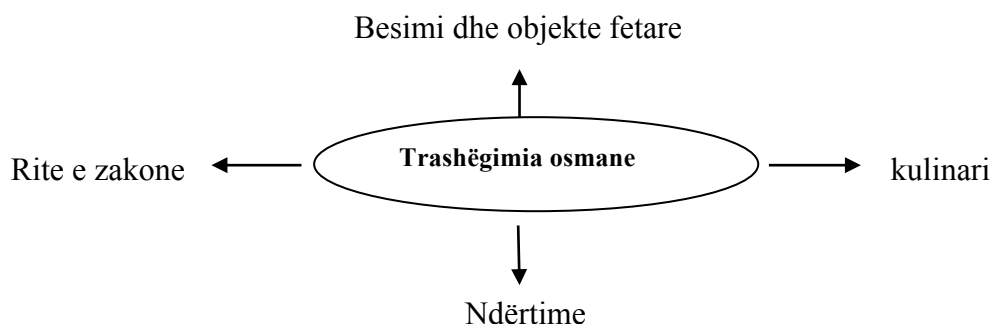 Besimi dhe objekte fetare
Trashëgimia osmane
Rite e zakone
kulinari
Ndërtime